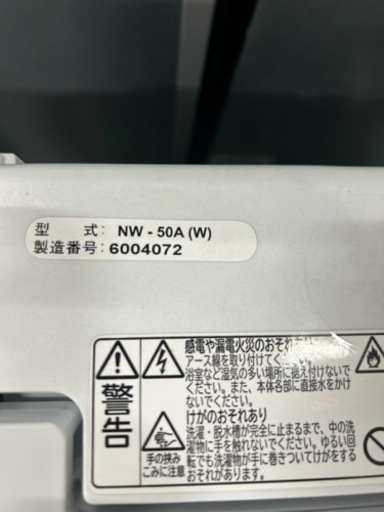 型 式: NW - 50A (W)
製造番号: 6004072
警告
感電や漏電火災のおそれ
アース線を取り付けてく
浴室など湿気の多い場所に据え付けないで
ください。また、本体各部に直接水をかけ
ないでください。
けがのおそれあり
洗濯・脱水槽が完全に止まるまで、中の洗
濯物に手を触れないでください。ゆるい回
転でも洗濯物が手に巻きついてけがをする
おそれがあります。
手の挟み
こみに注意